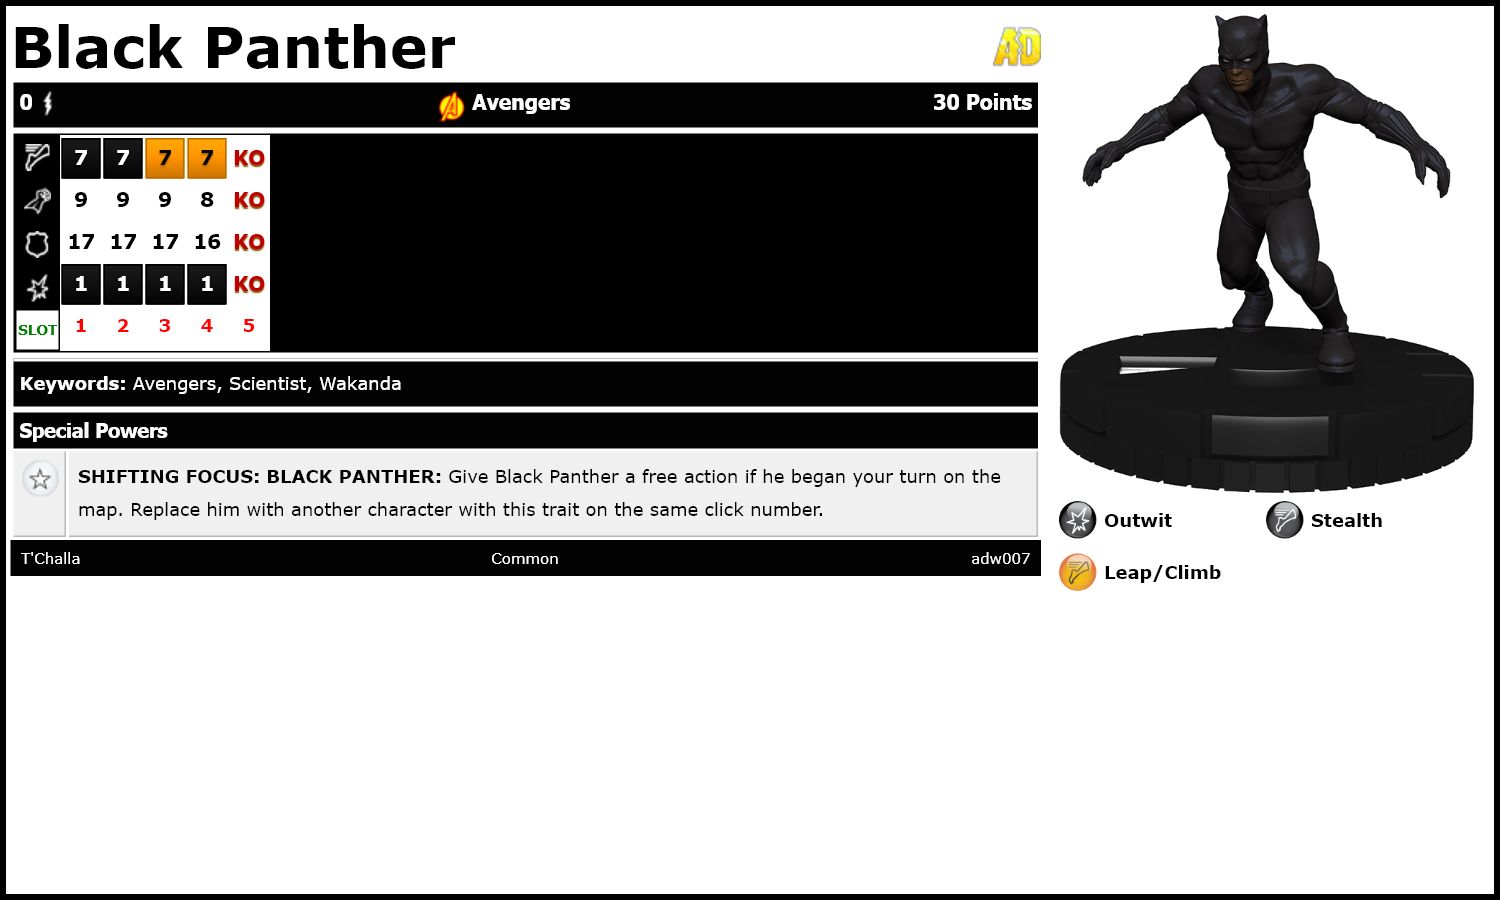 Black Panther
AD
0 Avengers 30 Points
7 7 7 7 KO
9 9 9 8 KO
17 17 17 16 KO
1 1 1 1 KO
SLOT 1 2 3 4 5
Keywords: Avengers, Scientist, Wakanda
Special Powers
SHIFTING FOCUS: BLACK PANTHER: Give Black Panther a free action if he began your turn on the
map. Replace him with another character with this trait on the same click number.
T'Challa Common adw007
Outwit Stealth
Leap/Climb